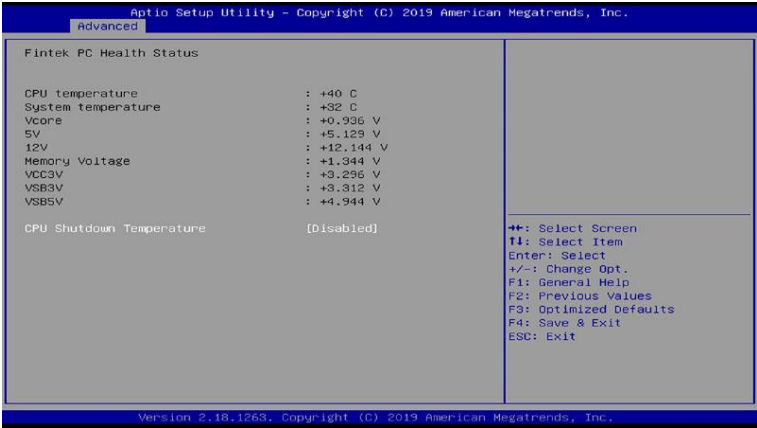 Aptio Setup Utility – Copyright (C) 2019 American Megatrends, Inc.
Advanced
Fintek PC Health Status
CPU temperature : +40 C
System temperature : +32 C
Vcore : +0.936 V
5V : +5.129 V
12V : +12.144 V
Memory Voltage : +1.344 V
VCC3V : +3.296 V
VSB3V : +3.312 V
VSB5V : +4.944 V
CPU Shutdown Temperature [Disabled]
→←: Select Screen
↑↓: Select Item
Enter: Select
+/-: Change Opt.
F1: General Help
F2: Previous Values
F3: Optimized Defaults
F4: Save & Exit
ESC: Exit
Version 2.18.1263. Copyright (C) 2019 American Megatrends, Inc.